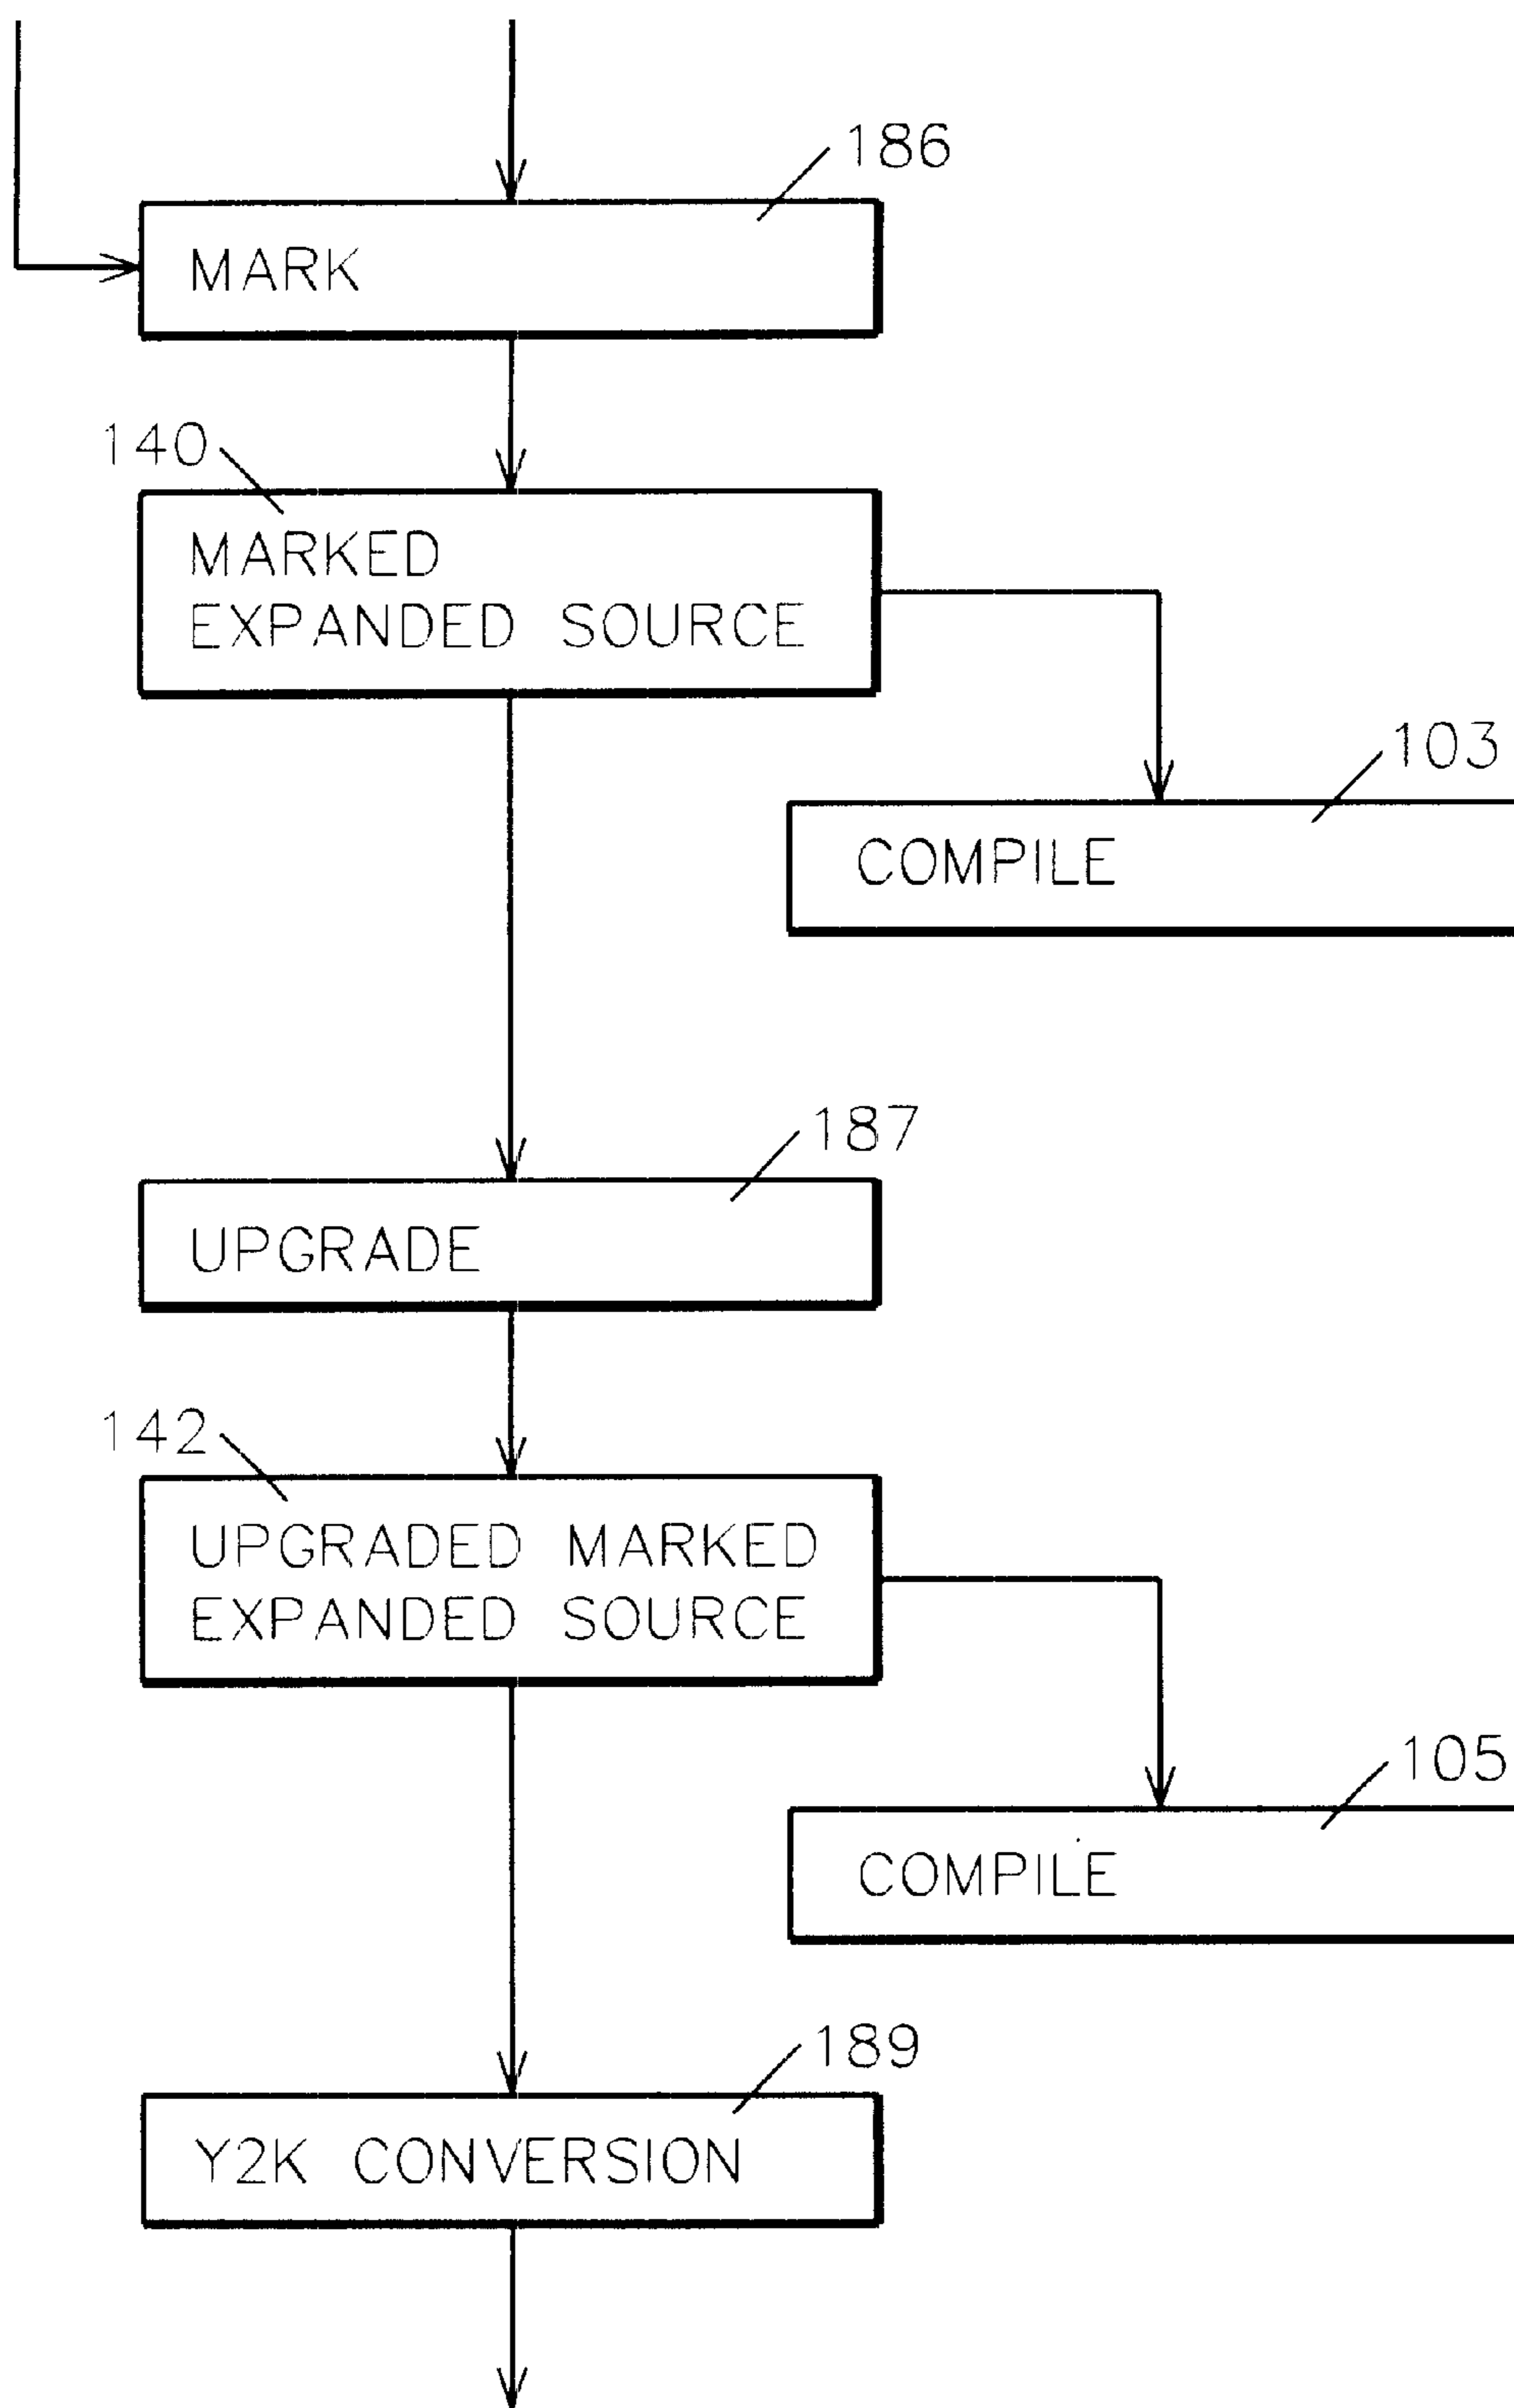 186
MARK
140
MARKED
EXPANDED SOURCE
103
COMPILE
187
UPGRADE
142
UPGRADED MARKED
EXPANDED SOURCE
105
COMPILE
189
Y2K CONVERSION